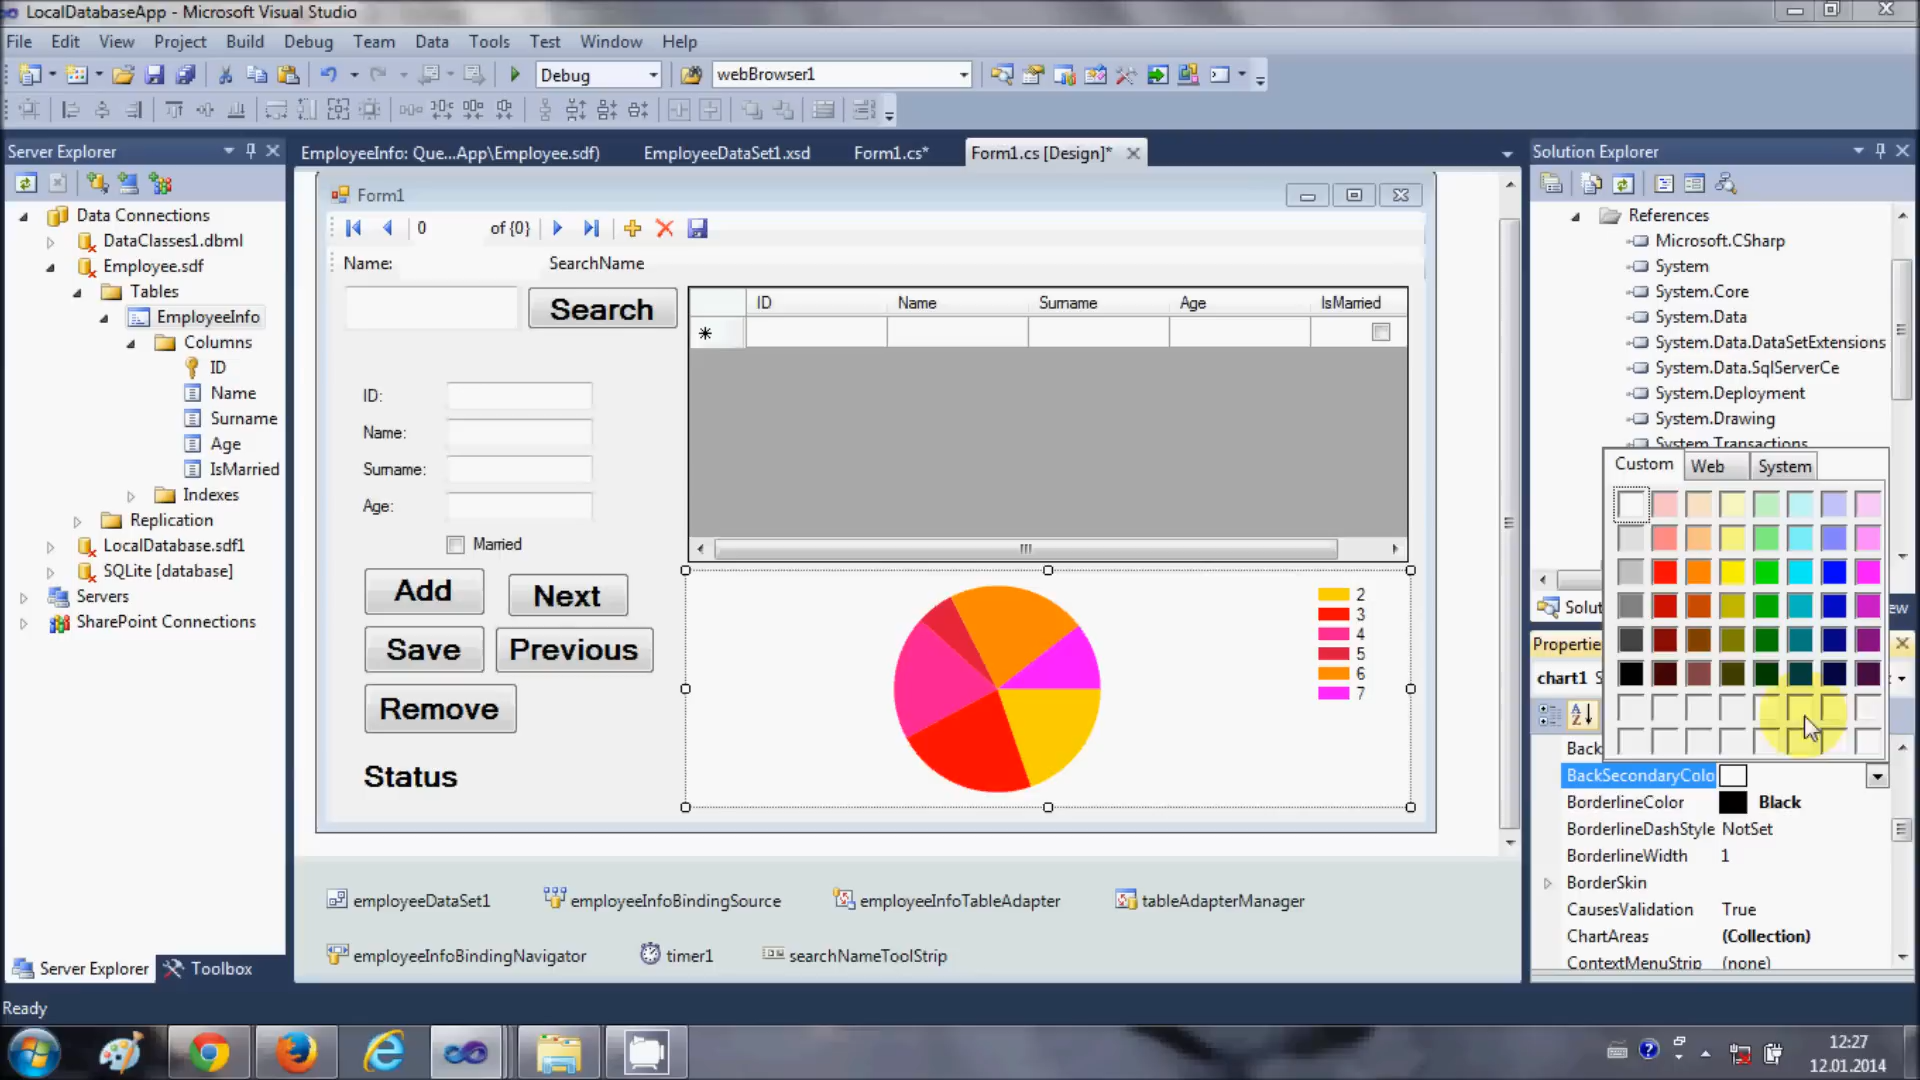 LocalDatabaseApp - Microsoft Visual Studio
File Edit View Project Build Debug Team Data Tools Test Window Help
Debug webBrowser1
Server Explorer
EmployeeInfo: Que...App\Employee.sdf) EmployeeDataSet1.xsd Form1.cs* Form1.cs [Design]*
Solution Explorer
Data Connections
DataClasses1.dbml
Employee.sdf
Tables
EmployeeInfo
Columns
ID
Name
Surname
Age
IsMarried
Indexes
Replication
LocalDatabase.sdf1
SQLite [database]
Servers
SharePoint Connections
Server Explorer Toolbox
Form1
0 of {0}
Name: SearchName
Search
ID Name Surname Age IsMarried
ID:
Name:
Surname:
Age:
Married
Add Next
Save Previous
Remove
Status
2
3
4
5
6
7
employeeDataSet1 employeeInfoBindingSource employeeInfoTableAdapter tableAdapterManager
employeeInfoBindingNavigator timer1 searchNameToolStrip
References
Microsoft.CSharp
System
System.Core
System.Data
System.Data.DataSetExtensions
System.Data.SqlServerCe
System.Deployment
System.Drawing
System.Transactions
Custom Web System
Solut ew
Propertie
chart1 S
Back
BackSecondaryColo
BorderlineColor Black
BorderlineDashStyle NotSet
BorderlineWidth 1
BorderSkin
CausesValidation True
ChartAreas (Collection)
ContextMenuStrip (none)
Ready
12:27
12.01.2014